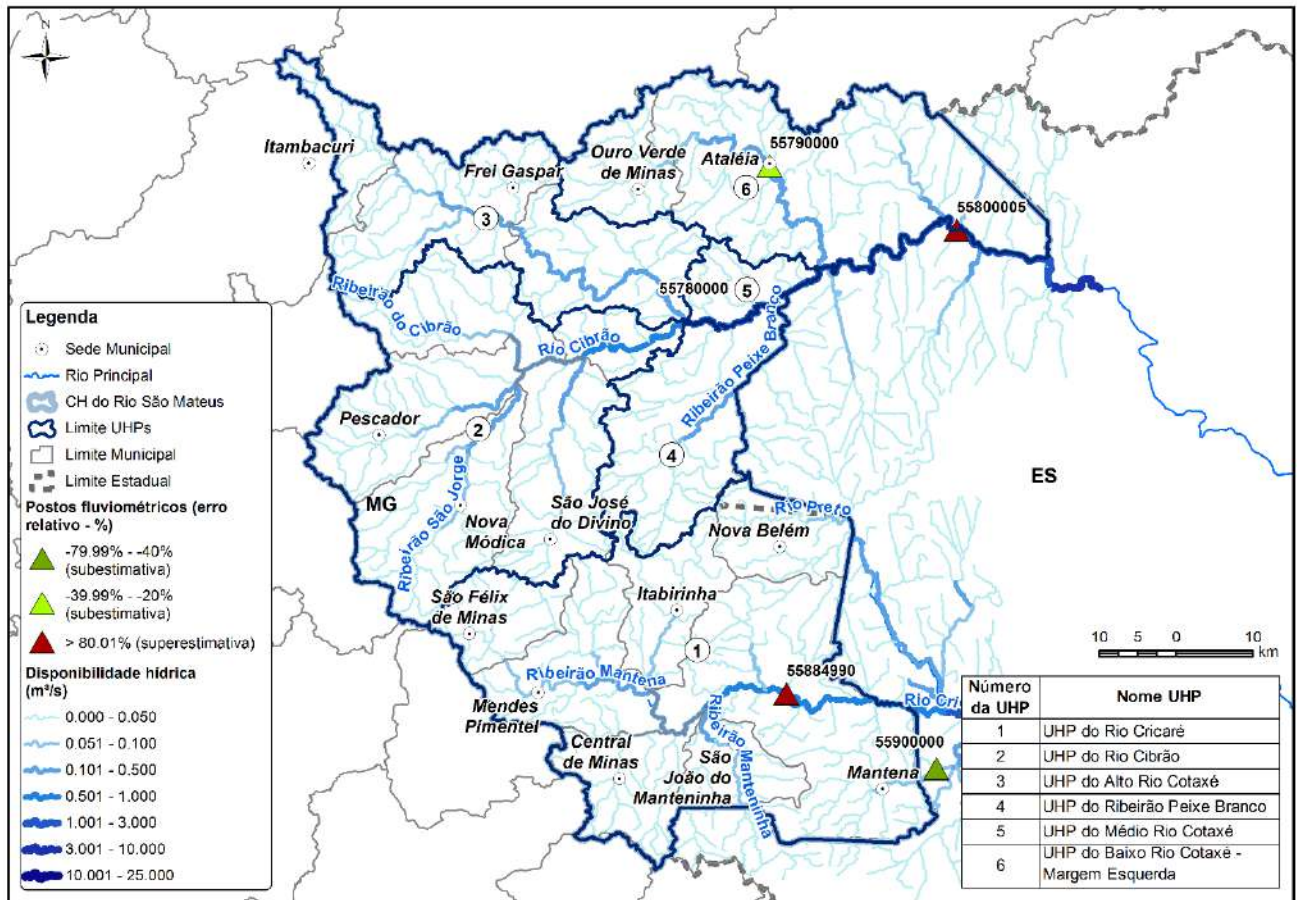 N
Itambacuri
Frei Gaspar
Ouro Verde
de Minas
Ataléia
55790000
6
3
55800005
55780000
5
Ribeirão do Cibrão
Rio Cibrão
Ribeirão Peixe Branco
Pescador
2
4
ES
MG
Ribeirão São Jorge
Nova
Módica
São José
do Divino
Rio Preto
Nova Belém
São Félix
de Minas
Itabirinha
1
Ribeirão Mantena
55884990
Mendes
Pimentel
Rio Cri
Ribeirão Manteninha
Central
de Minas
São
João do
Manteninha
55900000
Mantena
10 5 0 10
km
Legenda
Sede Municipal
Rio Principal
CH do Rio São Mateus
Limite UHPs
Limite Municipal
Limite Estadual
Postos fluviométricos (erro
relativo - %)
-79.99% - -40%
(subestimativa)
-39.99% - -20%
(subestimativa)
> 80.01% (superestimativa)
Disponibilidade hídrica
(m³/s)
0.000 - 0.050
0.051 - 0.100
0.101 - 0.500
0.501 - 1.000
1.001 - 3.000
3.001 - 10.000
10.001 - 25.000
Número da UHP Nome UHP
1 UHP do Rio Cricaré
2 UHP do Rio Cibrão
3 UHP do Alto Rio Cotaxé
4 UHP do Ribeirão Peixe Branco
5 UHP do Médio Rio Cotaxé
6 UHP do Baixo Rio Cotaxé -
Margem Esquerda